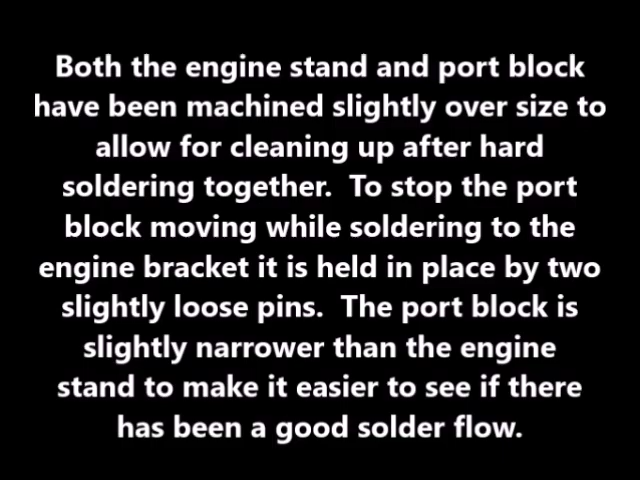 Both the engine stand and port block
have been machined slightly over size to
allow for cleaning up after hard
soldering together.  To stop the port
block moving while soldering to the
engine bracket it is held in place by two
slightly loose pins.  The port block is
slightly narrower than the engine
stand to make it easier to see if there
has been a good solder flow.